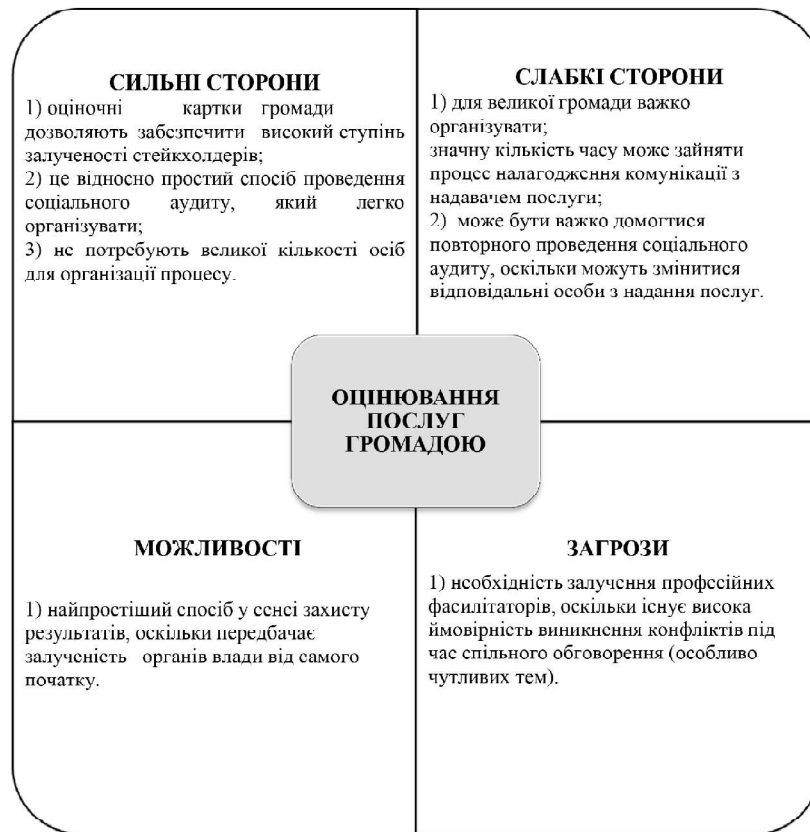 СИЛЬНІ СТОРОНИ
1) оціночні картки громади
дозволяють забезпечити високий ступінь
залученості стейкхолдерів;
2) це відносно простий спосіб проведення
соціального аудиту, який легко
організувати;
3) не потребують великої кількості осіб
для організації процесу.
СЛАБКІ СТОРОНИ
1) для великої громади важко
організувати;
значну кількість часу може зайняти
процес налагодження комунікації з
надавачем послуги;
2) може бути важко домогтися
повторного проведення соціального
аудиту, оскільки можуть змінитися
відповідальні особи з надання послуг.
ОЦІНЮВАННЯ
ПОСЛУГ
ГРОМАДОЮ
МОЖЛИВОСТІ
1) найпростіший спосіб у сенсі захисту
результатів, оскільки передбачає
залученість органів влади від самого
початку.
ЗАГРОЗИ
1) необхідність залучення професійних
фасилітаторів, оскільки існує висока
ймовірність виникнення конфліктів під
час спільного обговорення (особливо
чутливих тем).